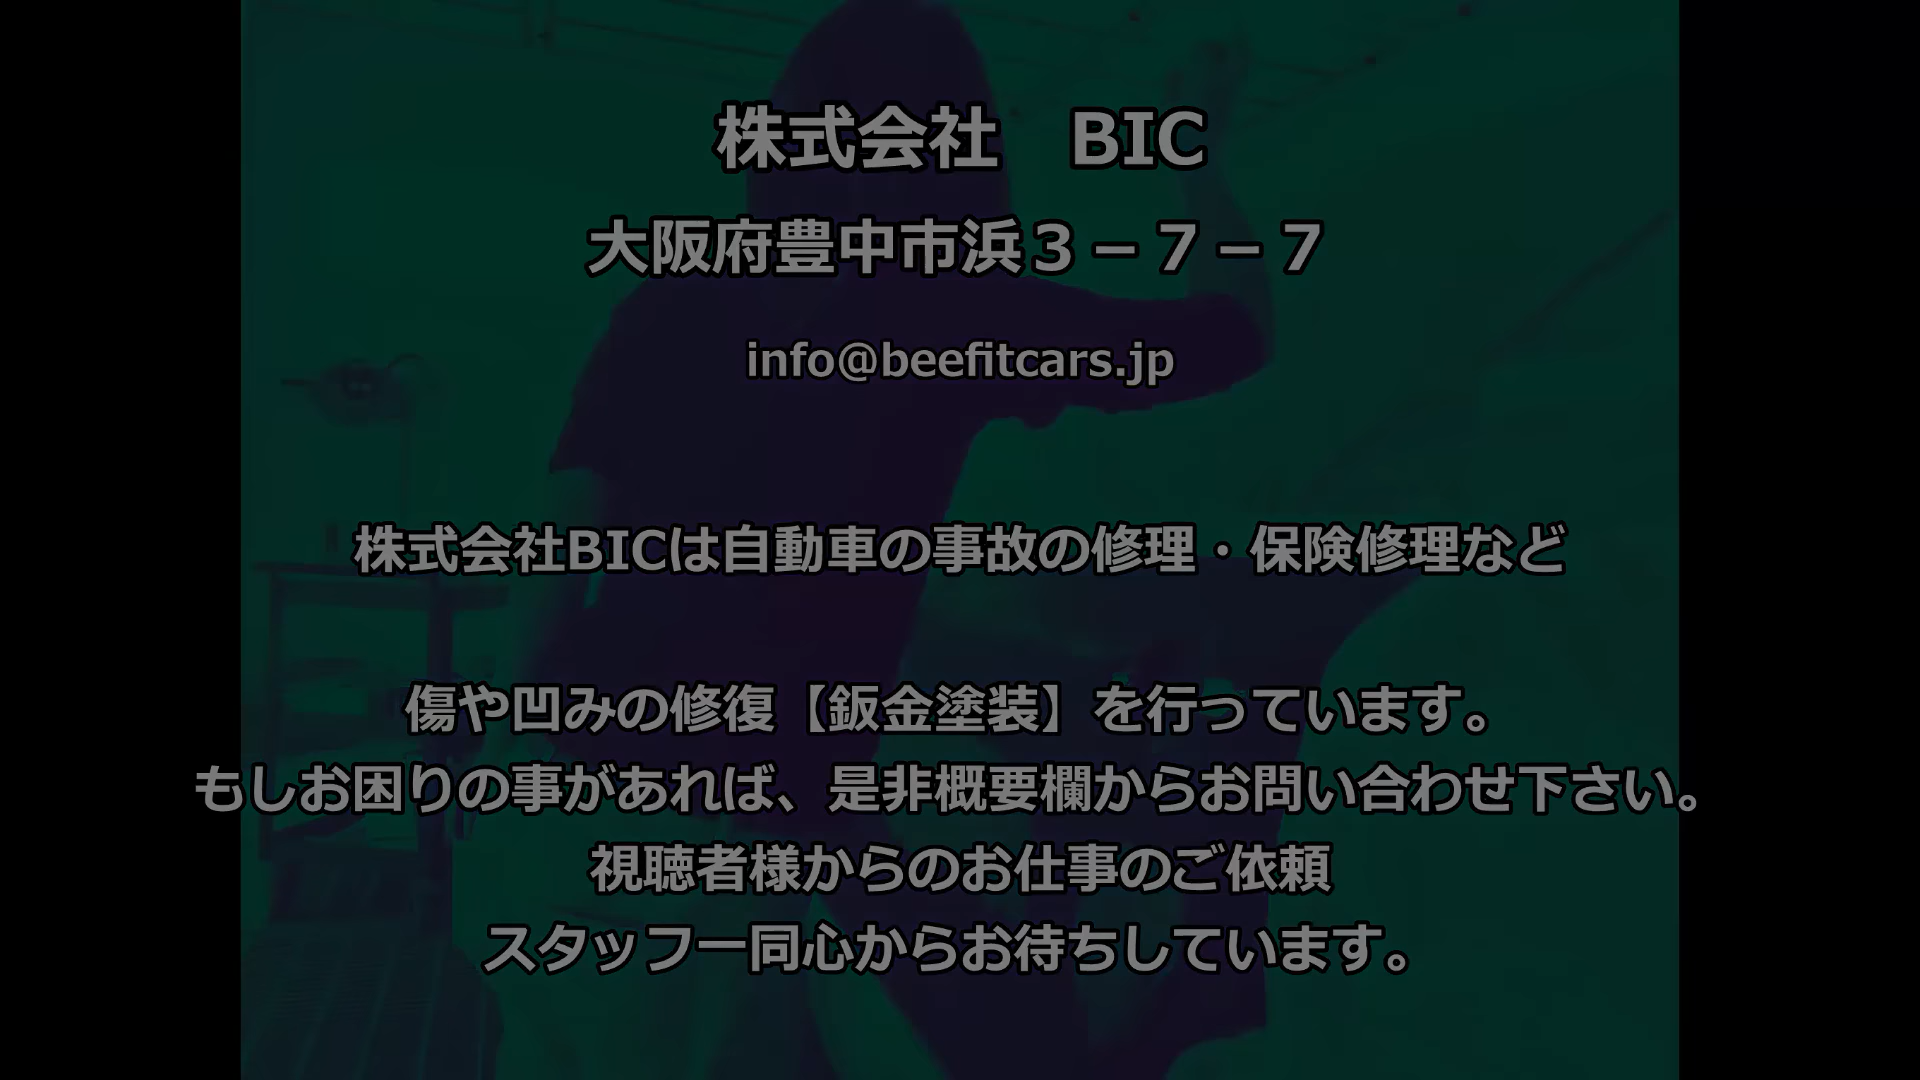 株式会社　BIC
大阪府豊中市浜３－７－７
info@beefitcars.jp
株式会社BICは自動車の事故の修理・保険修理など
傷や凹みの修復【鈑金塗装】を行っています。
もしお困りの事があれば、是非概要欄からお問い合わせ下さい。
視聴者様からのお仕事のご依頼
スタッフ一同心からお待ちしています。